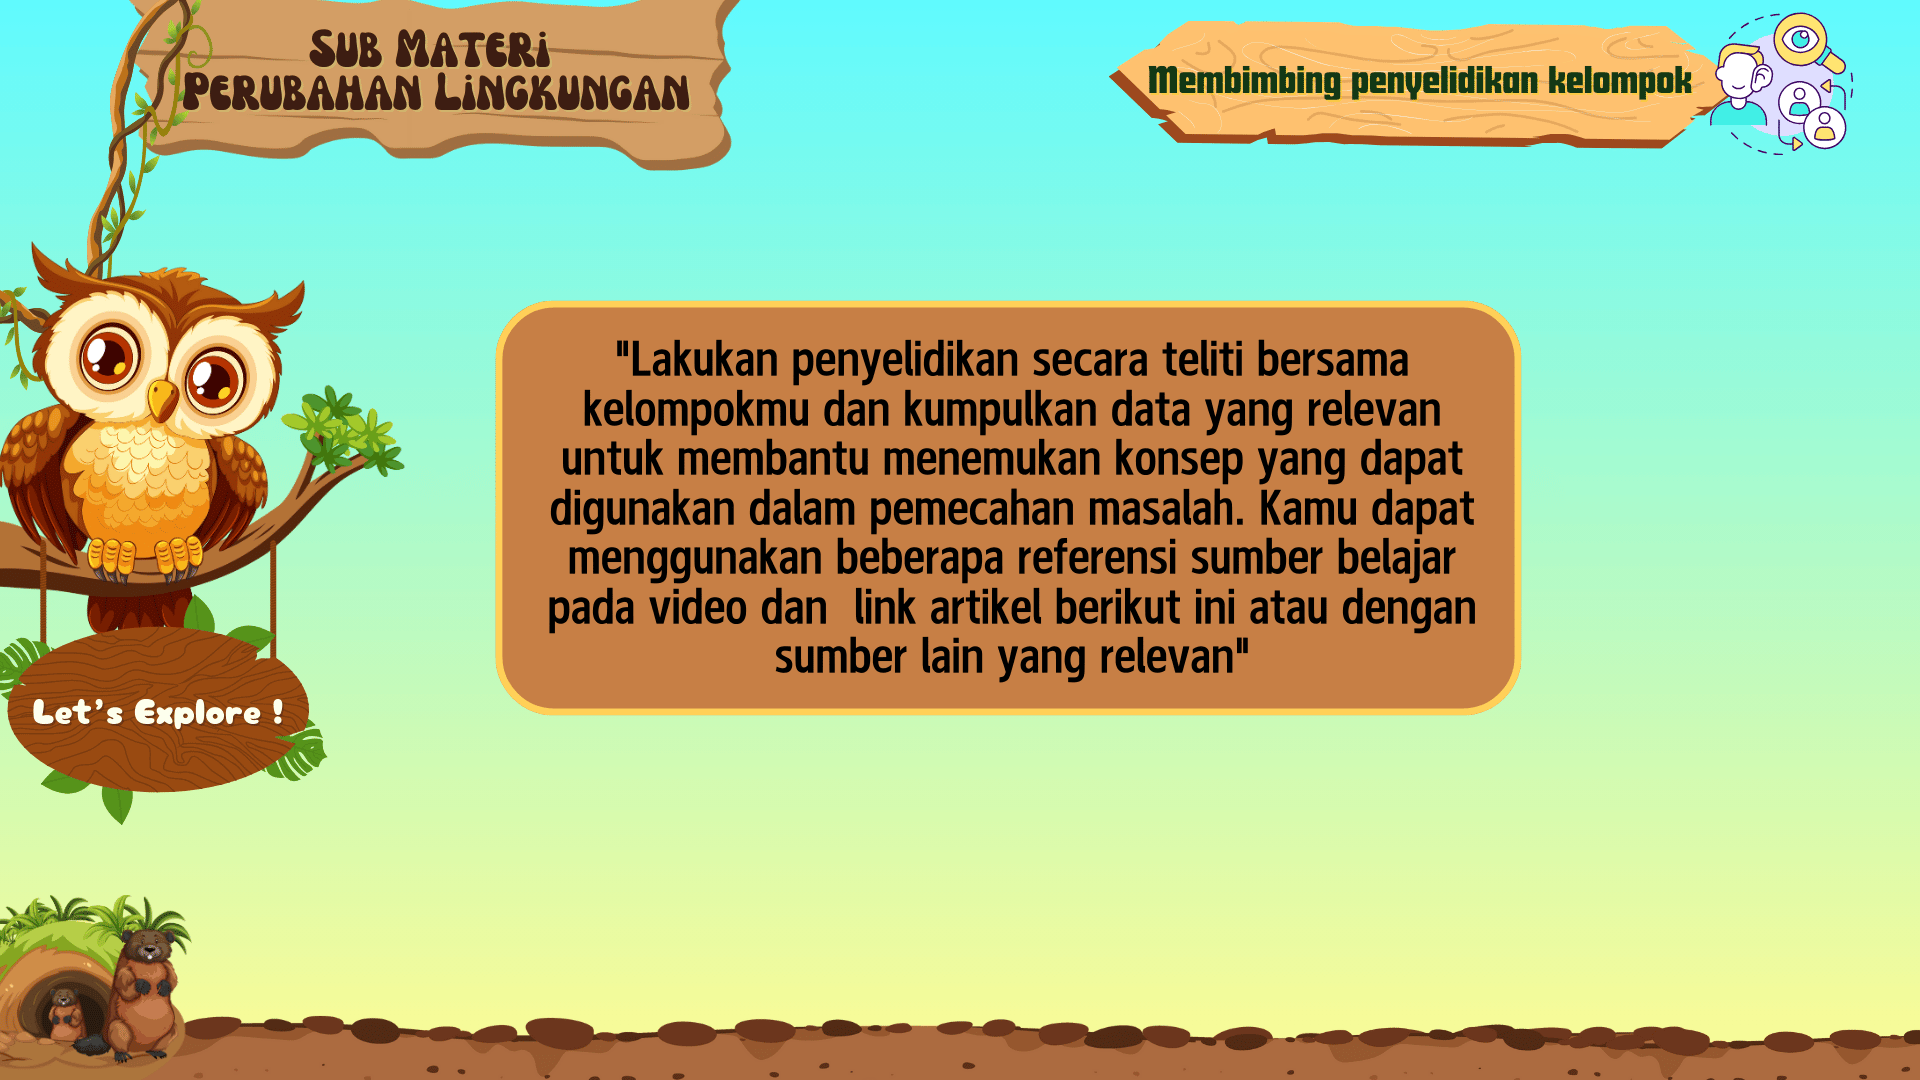 Sub Materi
Perubahan Lingkungan
Membimbing penyelidikan kelompok
"Lakukan penyelidikan secara teliti bersama
kelompokmu dan kumpulkan data yang relevan
untuk membantu menemukan konsep yang dapat
digunakan dalam pemecahan masalah. Kamu dapat
menggunakan beberapa referensi sumber belajar
pada video dan  link artikel berikut ini atau dengan
sumber lain yang relevan"
Let's Explore !